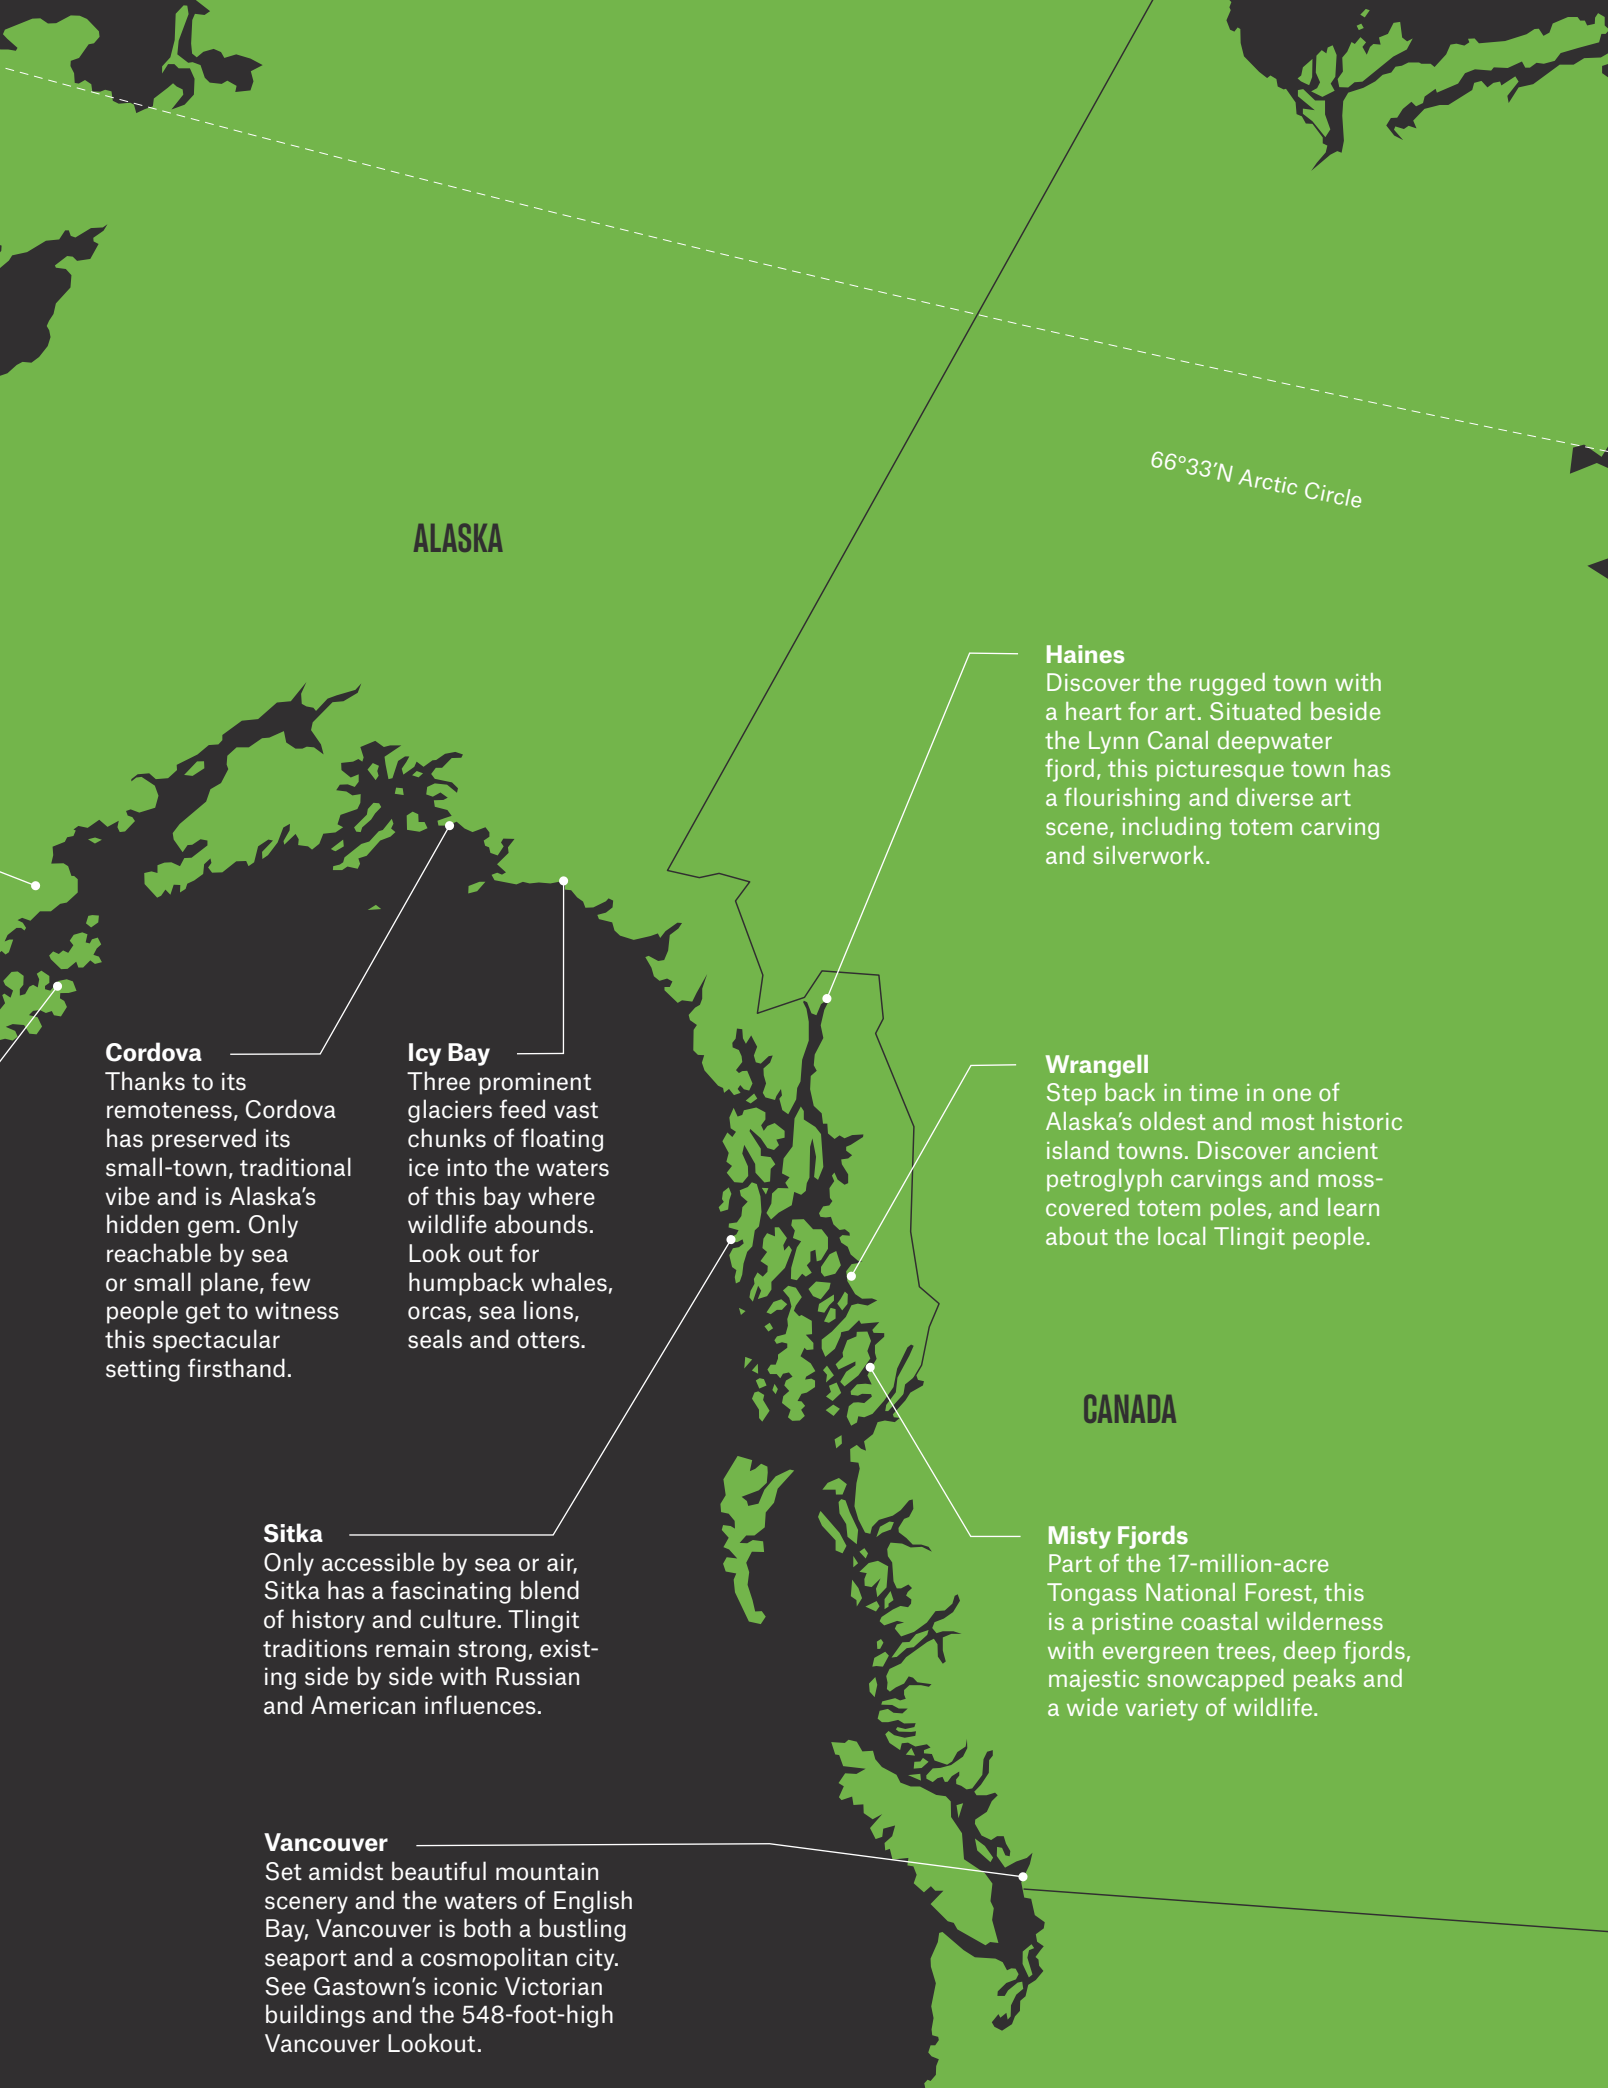 66°33’N Arctic Circle
ALASKA
Haines
Discover the rugged town with
a heart for art. Situated beside
the Lynn Canal deepwater
fjord, this picturesque town has
a flourishing and diverse art
scene, including totem carving
and silverwork.
Cordova
Thanks to its
remoteness, Cordova
has preserved its
small-town, traditional
vibe and is Alaska’s
hidden gem. Only
reachable by sea
or small plane, few
people get to witness
this spectacular
setting firsthand.
Icy Bay
Three prominent
glaciers feed vast
chunks of floating
ice into the waters
of this bay where
wildlife abounds.
Look out for
humpback whales,
orcas, sea lions,
seals and otters.
Wrangell
Step back in time in one of
Alaska’s oldest and most historic
island towns. Discover ancient
petroglyph carvings and moss-
covered totem poles, and learn
about the local Tlingit people.
CANADA
Sitka
Only accessible by sea or air,
Sitka has a fascinating blend
of history and culture. Tlingit
traditions remain strong, exist-
ing side by side with Russian
and American influences.
Misty Fjords
Part of the 17-million-acre
Tongass National Forest, this
is a pristine coastal wilderness
with evergreen trees, deep fjords,
majestic snowcapped peaks and
a wide variety of wildlife.
Vancouver
Set amidst beautiful mountain
scenery and the waters of English
Bay, Vancouver is both a bustling
seaport and a cosmopolitan city.
See Gastown’s iconic Victorian
buildings and the 548-foot-high
Vancouver Lookout.